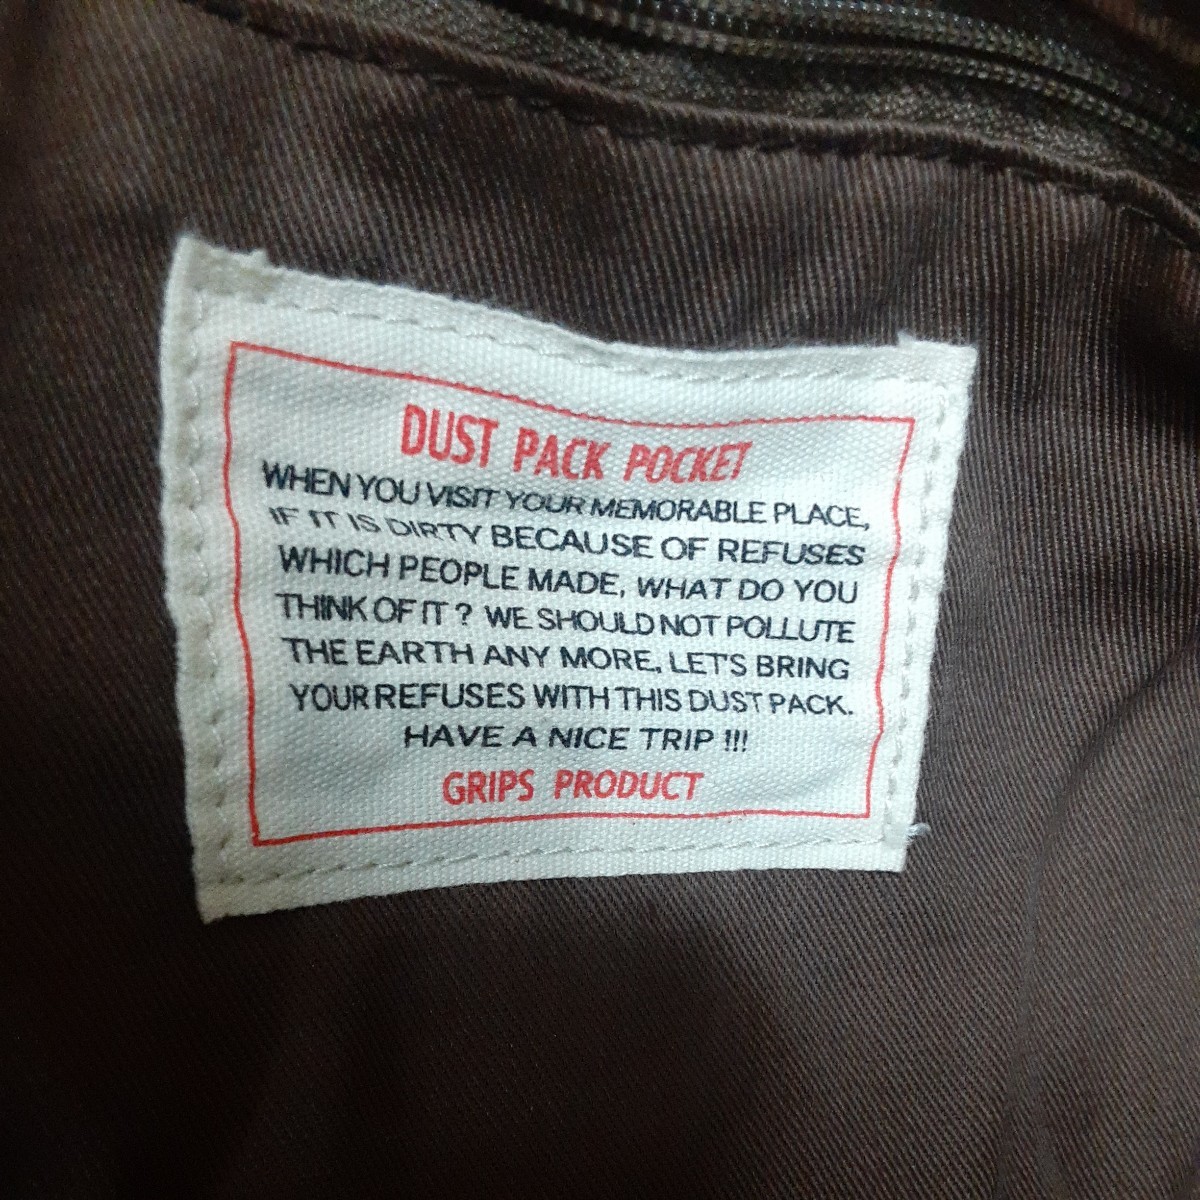 DUST PACK POCKET
WHEN YOU VISIT YOUR MEMORABLE PLACE,
IF IT IS DIRTY BECAUSE OF REFUSES
WHICH PEOPLE MADE, WHAT DO YOU
THINK OF IT? WE SHOULD NOT POLLUTE
THE EARTH ANY MORE. LET'S BRING
YOUR REFUSES WITH THIS DUST PACK.
HAVE A NICE TRIP !!!
GRIPS PRODUCT